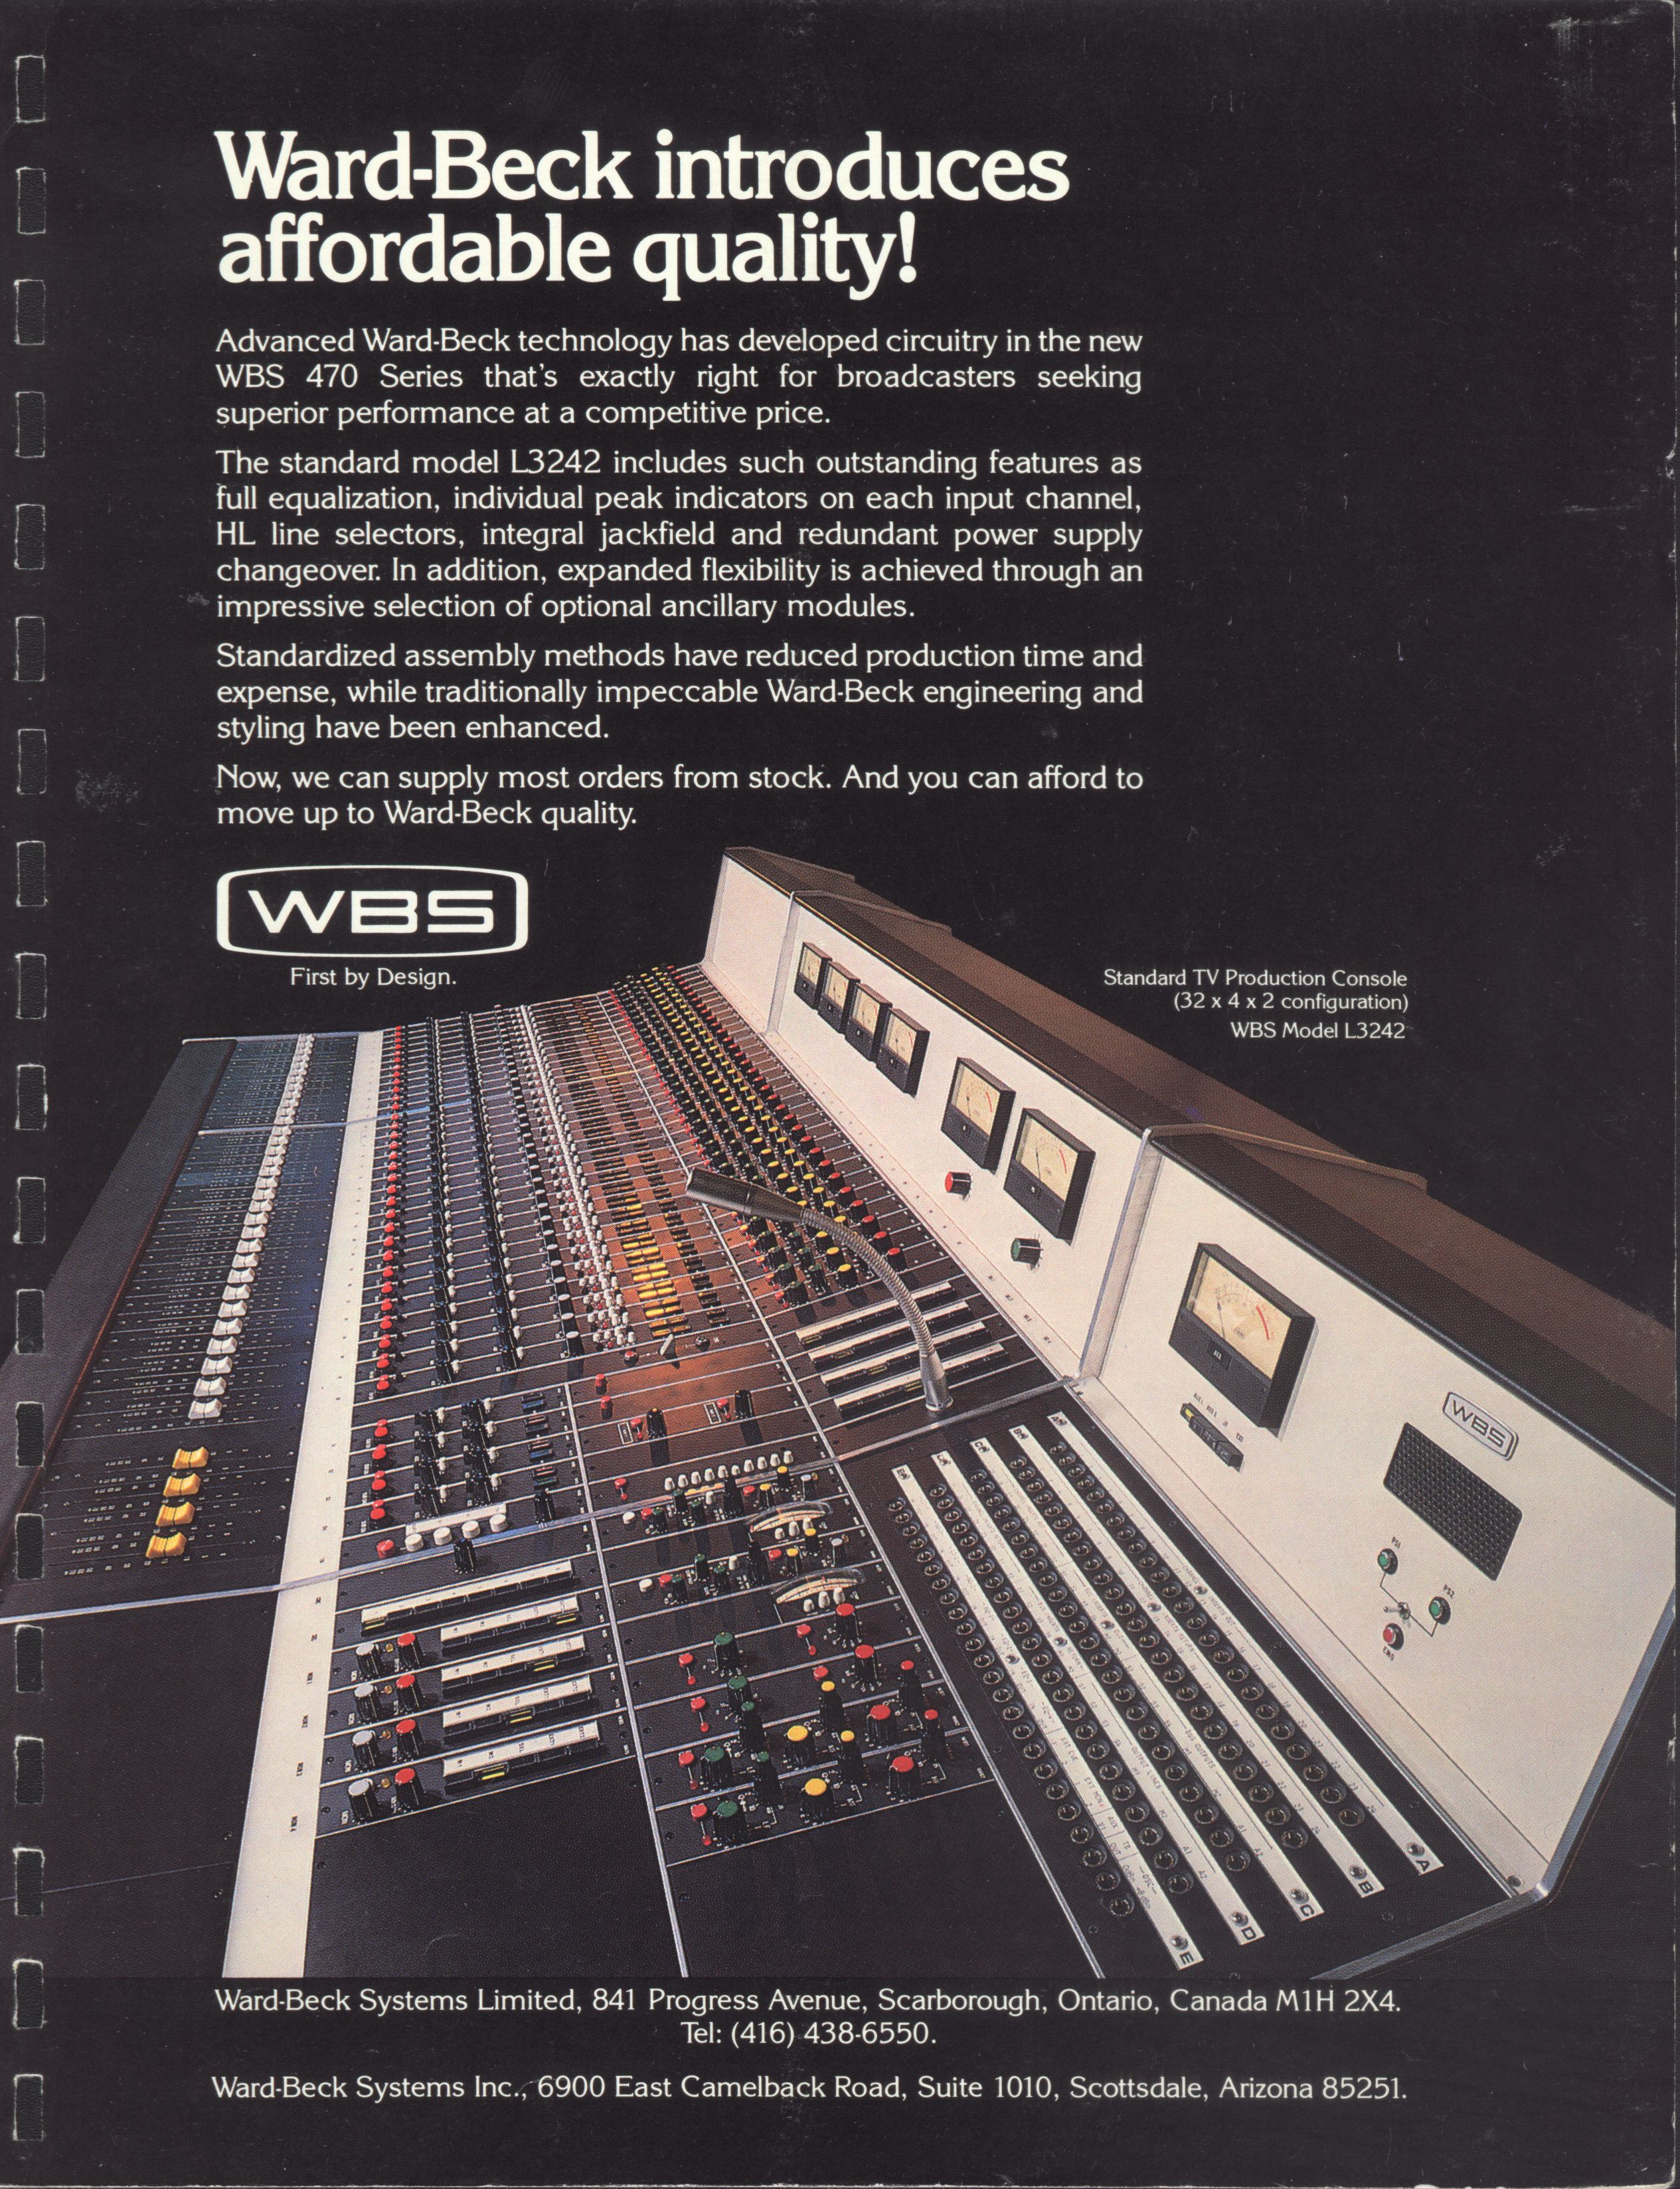 Ward-Beck introduces
affordable quality!
Advanced Ward-Beck technology has developed circuitry in the new
WBS 470 Series that's exactly right for broadcasters seeking
superior performance at a competitive price.
The standard model L3242 includes such outstanding features as
full equalization, individual peak indicators on each input channel,
HL line selectors, integral jackfield and redundant power supply
changeover. In addition, expanded flexibility is achieved through an
impressive selection of optional ancillary modules.
Standardized assembly methods have reduced production time and
expense, while traditionally impeccable Ward-Beck engineering and
styling have been enhanced.
Now, we can supply most orders from stock. And you can afford to
move up to Ward-Beck quality.
WBS
First by Design.
Standard TV Production Console
(32 x 4 x 2 configuration)
WBS Model L3242
WBS
PS1
PS2
GND
A
B
C
D
E
Ward-Beck Systems Limited, 841 Progress Avenue, Scarborough, Ontario, Canada M1H 2X4.
Tel: (416) 438-6550.
Ward-Beck Systems Inc., 6900 East Camelback Road, Suite 1010, Scottsdale, Arizona 85251.